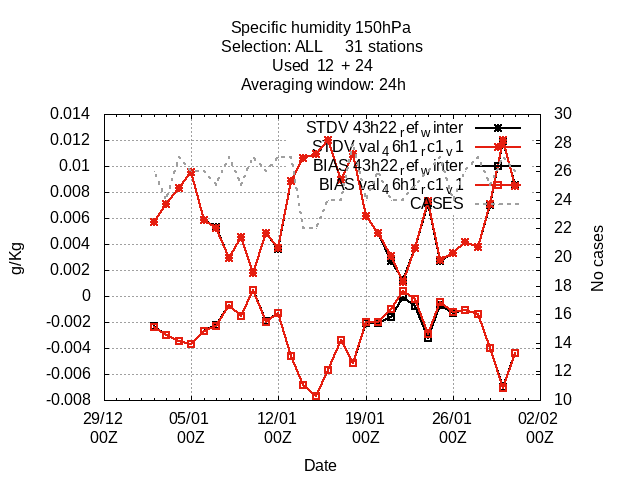 Specific humidity 150hPa
Selection: ALL     31 stations
Used  12  + 24
Averaging window: 24h
STDV 43h22_ref_winter
STDV val_46h1_rc1_v1
BIAS 43h22_ref_winter
BIAS val_46h1_rc1_v1
CASES
g/Kg
0.014
0.012
0.01
0.008
0.006
0.004
0.002
0
-0.002
-0.004
-0.006
-0.008
30
28
26
24
22
20
18
16
14
12
10
No cases
29/12 05/01 12/01 19/01 26/01 02/02
00Z 00Z 00Z 00Z 00Z 00Z
Date